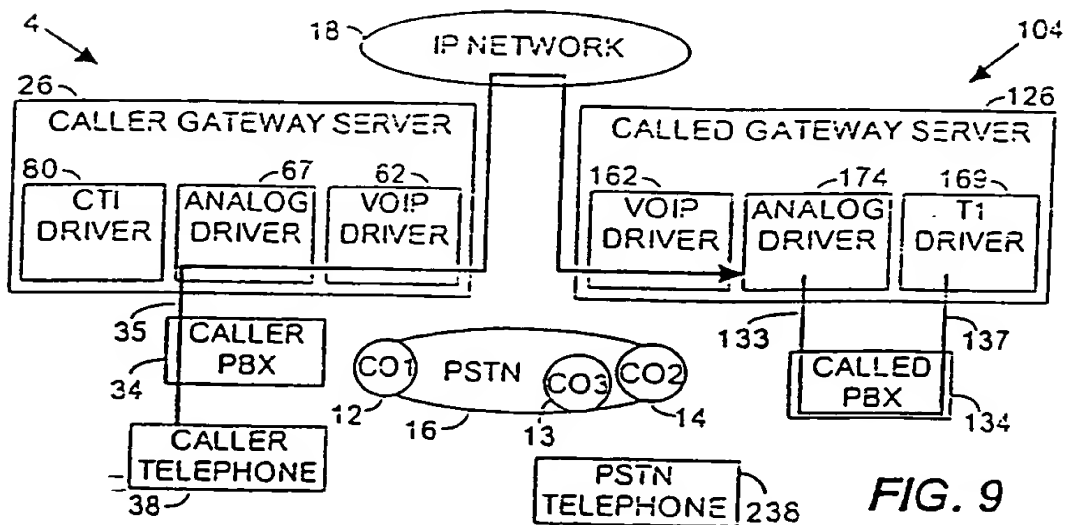 4
18
IP NETWORK
104
26
126
CALLER GATEWAY SERVER
CALLED GATEWAY SERVER
80
67
62
162
174
169
CTI
DRIVER
ANALOG
DRIVER
VOIP
DRIVER
VOIP
DRIVER
ANALOG
DRIVER
T1
DRIVER
35
133
137
CALLER
PBX
34
CO1
PSTN
CO3
CO2
CALLED
PBX
12
16
13
14
134
CALLER
TELEPHONE
38
PSTN
TELEPHONE
238
FIG. 9